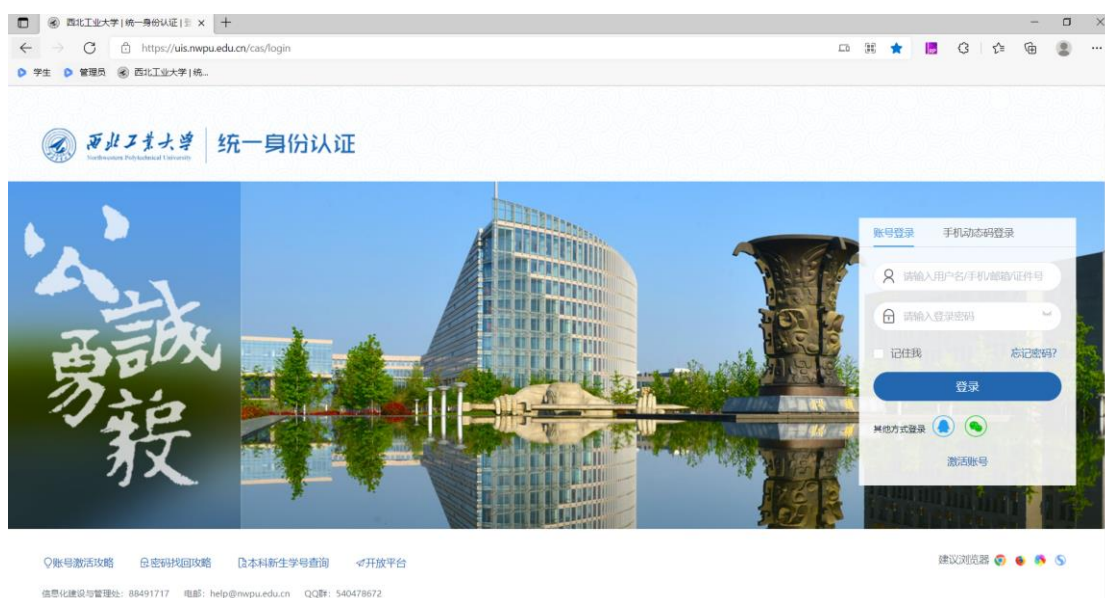 西北工业大学 | 统一身份认证 |
https://uis.nwpu.edu.cn/cas/login
学生 管理员 西北工业大学 | 统...
西北工业大学 统一身份认证
Northwestern Polytechnical University
公
誠
勇
毅
账号登录 手机动态码登录
请输入用户名/手机/邮箱/证件号
请输入登录密码
记住我 忘记密码?
登录
其他方式登录
激活账号
账号激活攻略 密码找回攻略 本科新生学号查询 开放平台
建议浏览器
信息化建设与管理处: 88491717 电邮: help@nwpu.edu.cn QQ群: 540478672